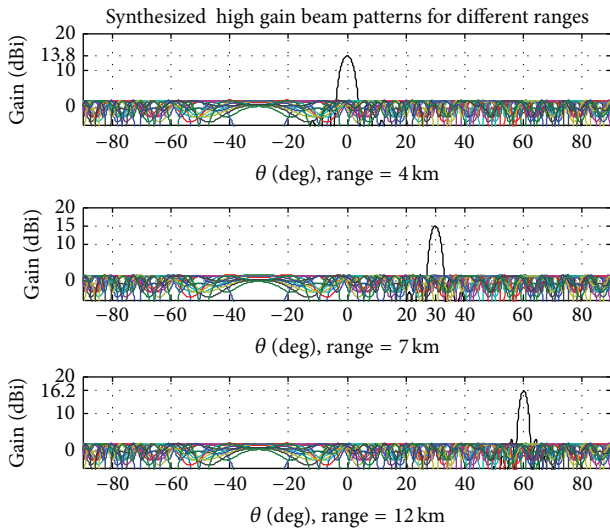 Synthesized high gain beam patterns for different ranges
20
13.8
10
0
Gain (dBi)
−80 −60 −40 −20 0 20 40 60 80
θ (deg), range = 4 km
20
15
10
0
Gain (dBi)
−80 −60 −40 −20 0 20 30 40 60 80
θ (deg), range = 7 km
20
16.2
10
0
Gain (dBi)
−80 −60 −40 −20 0 20 40 60 80
θ (deg), range = 12 km